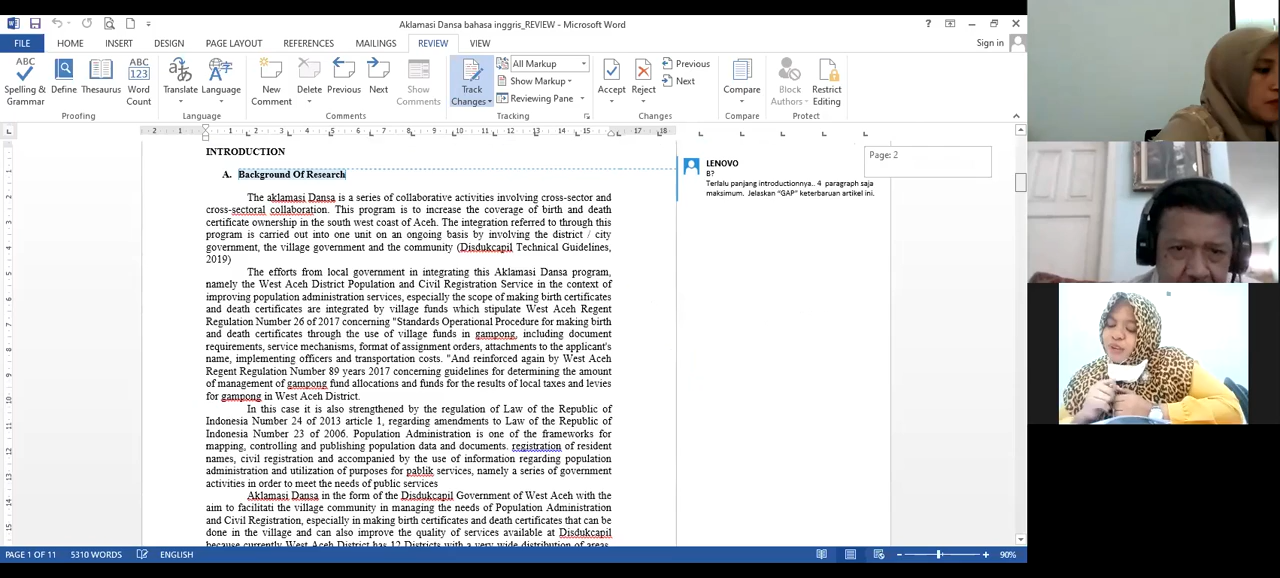 Aklamasi Dansa bahasa inggris_REVIEW - Microsoft Word
FILE HOME INSERT DESIGN PAGE LAYOUT REFERENCES MAILINGS REVIEW VIEW Sign in
ABC ABC All Markup Previous
Spelling & Grammar Define Thesaurus Word Count Translate Language New Comment Delete Previous Next Show Comments Track Changes Show Markup Reviewing Pane Accept Reject Next Compare Block Authors Restrict Editing
Proofing Language Comments Tracking Changes Compare Protect
INTRODUCTION
A. Background Of Research
The aklamasi Dansa is a series of collaborative activities involving cross-sector and
cross-sectoral collaboration. This program is to increase the coverage of birth and death
certificate ownership in the south west coast of Aceh. The integration referred to through this
program is carried out into one unit on an ongoing basis by involving the district / city
government, the village government and the community (Disdukcapil Technical Guidelines,
2019)
The efforts from local government in integrating this Aklamasi Dansa program,
namely the West Aceh District Population and Civil Registration Service in the context of
improving population administration services, especially the scope of making birth certificates
and death certificates are integrated by village funds which stipulate West Aceh Regent
Regulation Number 26 of 2017 concerning "Standards Operational Procedure for making birth
and death certificates through the use of village funds in gampong, including document
requirements, service mechanisms, format of assignment orders, attachments to the applicant's
name, implementing officers and transportation costs. "And reinforced again by West Aceh
Regent Regulation Number 89 years 2017 concerning guidelines for determining the amount
of management of gampong fund allocations and funds for the results of local taxes and levies
for gampong in West Aceh District.
In this case it is also strengthened by the regulation of Law of the Republic of
Indonesia Number 24 of 2013 article 1, regarding amendments to Law of the Republic of
Indonesia Number 23 of 2006. Population Administration is one of the frameworks for
mapping, controlling and publishing population data and documents. registration of resident
names, civil registration and accompanied by the use of information regarding population
administration and utilization of purposes for pablik services, namely a series of government
activities in order to meet the needs of public services
Aklamasi Dansa in the form of the Disdukcapil Government of West Aceh with the
aim to facilitati the village community in managing the needs of Population Administration
and Civil Registration, especially in making birth certificates and death certificates that can be
done in the village and can also improve the quality of services available at Disdukcapil
because currently West Aceh District has 12 Districts with a very wide distribution of areas,
LENOVO
B?
Terlalu panjang introductionnya.. 4 paragraph saja
maksimum. Jelaskan "GAP" keterbaruan artikel ini.
Page: 2
PAGE 1 OF 11 5310 WORDS ENGLISH 90%